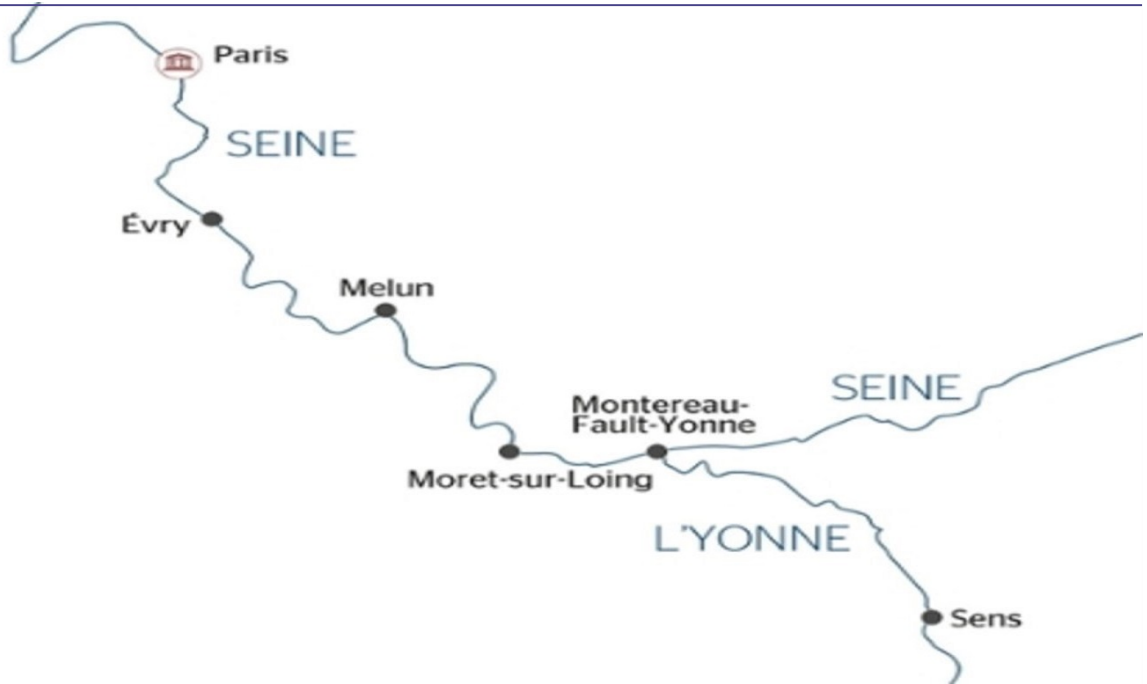 Paris
SEINE
Évry
Melun
SEINE
Montereau-
Fault-Yonne
Moret-sur-Loing
L'YONNE
Sens